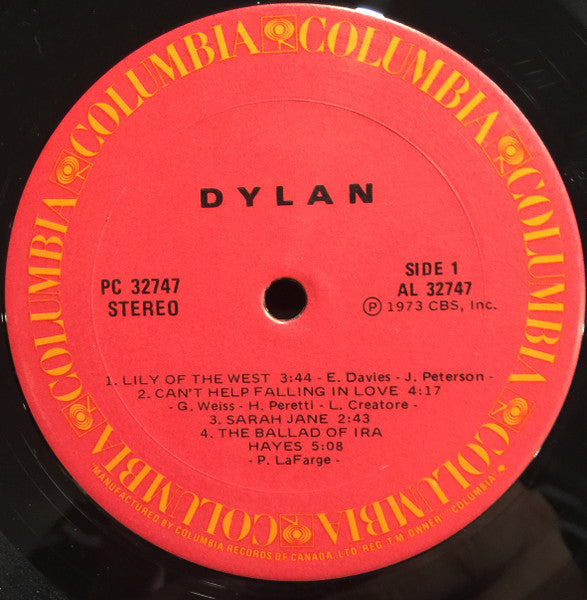 COLUMBIA COLUMBIA COLUMBIA COLUMBIA COLUMBIA COLUMBIA COLUMBIA
DYLAN
PC 32747
STEREO
SIDE 1
AL 32747
Ⓟ 1973 CBS, Inc.
1. LILY OF THE WEST 3:44 - E. Davies - J. Peterson -
2. CAN'T HELP FALLING IN LOVE 4:17
- G. Weiss - H. Peretti - L. Creatore -
3. SARAH JANE 2:43
4. THE BALLAD OF IRA
HAYES 5:08
- P. LaFarge -
*MANUFACTURED BY COLUMBIA RECORDS OF CANADA, LTD. REG. T.M. OWNER "COLUMBIA"